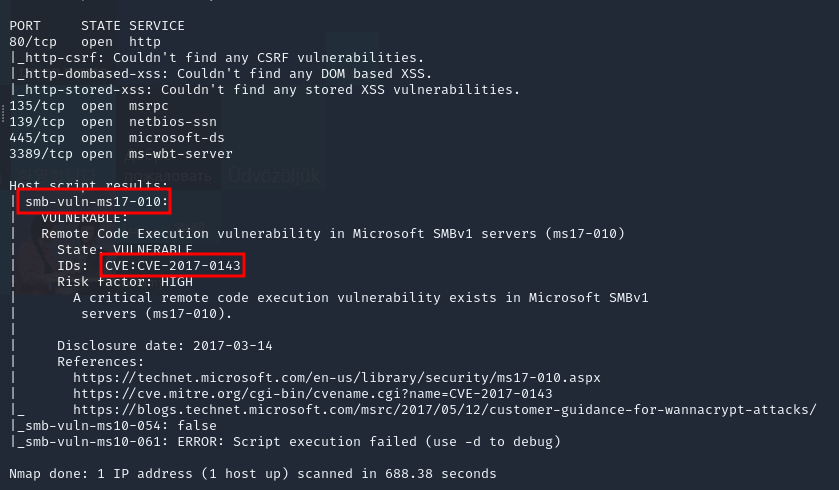 PORT     STATE SERVICE
80/tcp   open  http
|_http-csrf: Couldn't find any CSRF vulnerabilities.
|_http-dombased-xss: Couldn't find any DOM based XSS.
|_http-stored-xss: Couldn't find any stored XSS vulnerabilities.
135/tcp  open  msrpc
139/tcp  open  netbios-ssn
445/tcp  open  microsoft-ds
3389/tcp open  ms-wbt-server
пожаловать
Üdvözüljük
Host script results:
| smb-vuln-ms17-010:
|   VULNERABLE:
|   Remote Code Execution vulnerability in Microsoft SMBv1 servers (ms17-010)
|     State: VULNERABLE
|     IDs:  CVE:CVE-2017-0143
|     Risk factor: HIGH
|       A critical remote code execution vulnerability exists in Microsoft SMBv1
|        servers (ms17-010).
|
|     Disclosure date: 2017-03-14
|     References:
|       https://technet.microsoft.com/en-us/library/security/ms17-010.aspx
|       https://cve.mitre.org/cgi-bin/cvename.cgi?name=CVE-2017-0143
|_      https://blogs.technet.microsoft.com/msrc/2017/05/12/customer-guidance-for-wannacrypt-attacks/
|_smb-vuln-ms10-054: false
|_smb-vuln-ms10-061: ERROR: Script execution failed (use -d to debug)
Nmap done: 1 IP address (1 host up) scanned in 688.38 seconds